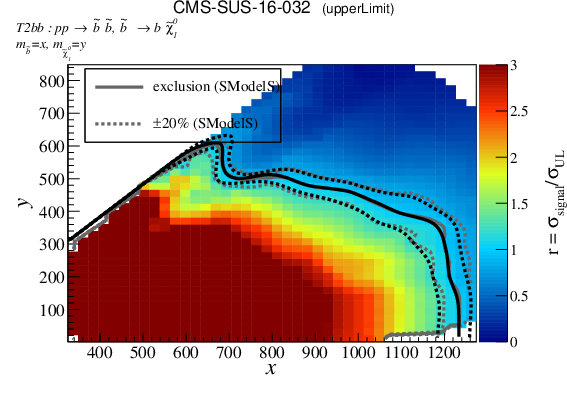 CMS-SUS-16-032 (upperLimit)
T2bb : pp → b̃ b̃, b̃ → b χ̃₁⁰
m_b̃=x, m_χ̃₁⁰=y
exclusion (SModelS)
±20% (SModelS)
800
700
600
500
400
300
200
100
y
400 500 600 700 800 900 1000 1100 1200
x
3
2.5
2
1.5
1
0.5
0
r = σ_signal/σ_UL